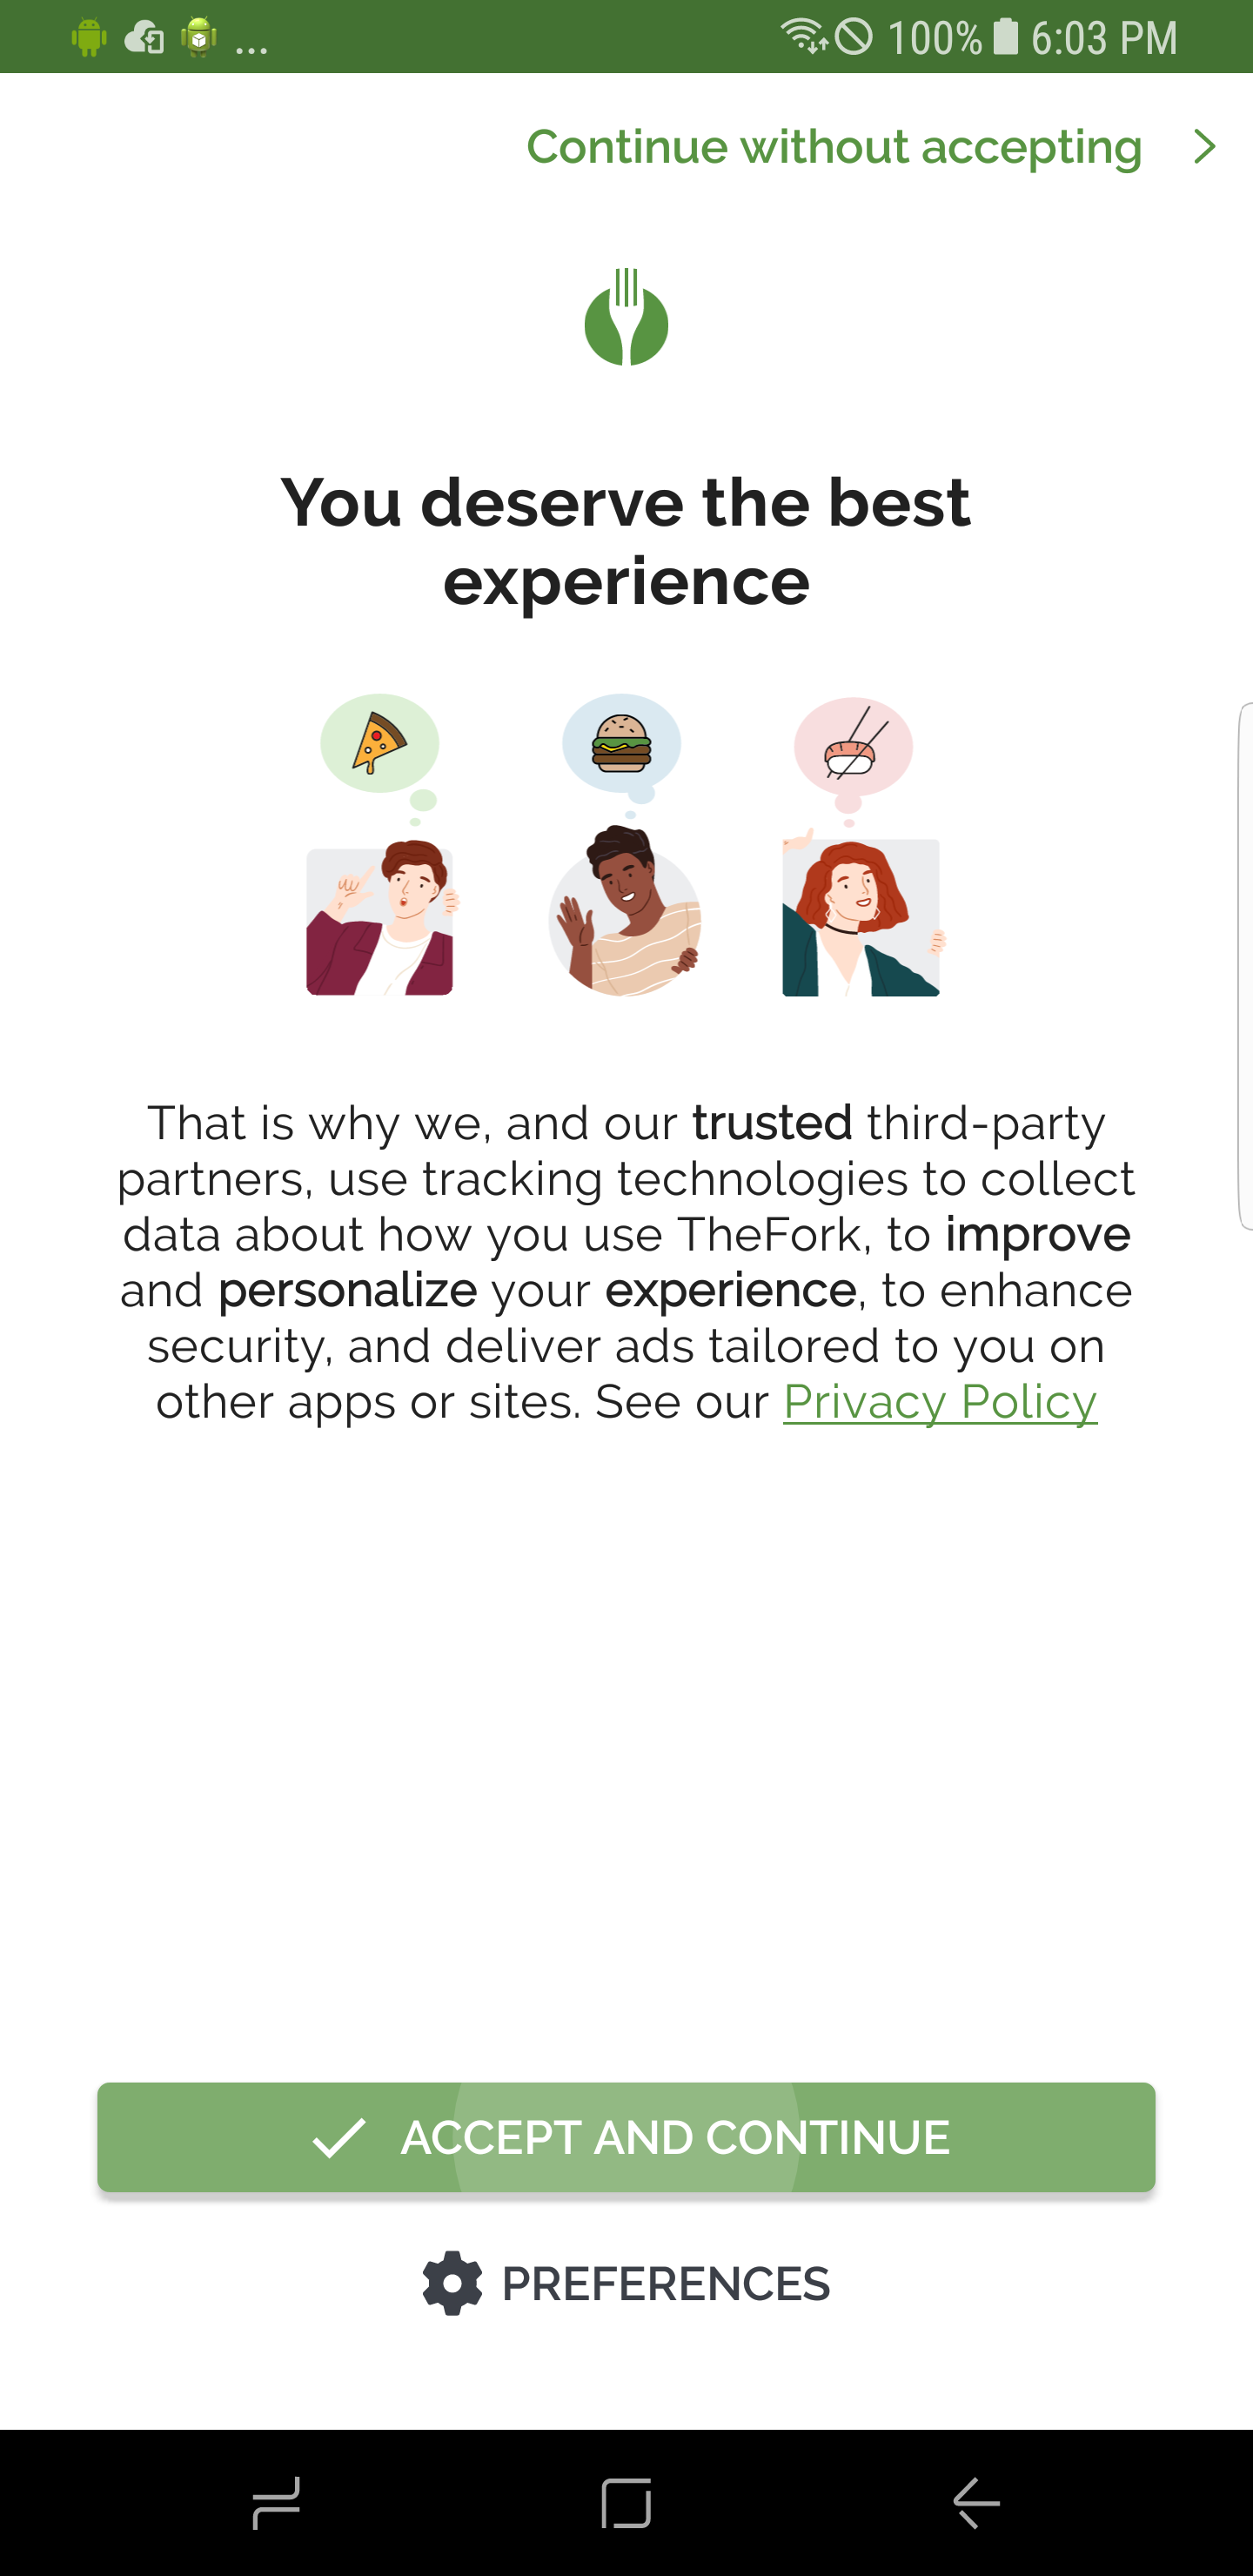 ... 100% 6:03 PM
Continue without accepting
You deserve the best
experience
That is why we, and our trusted third-party
partners, use tracking technologies to collect
data about how you use TheFork, to improve
and personalize your experience, to enhance
security, and deliver ads tailored to you on
other apps or sites. See our Privacy Policy
ACCEPT AND CONTINUE
PREFERENCES